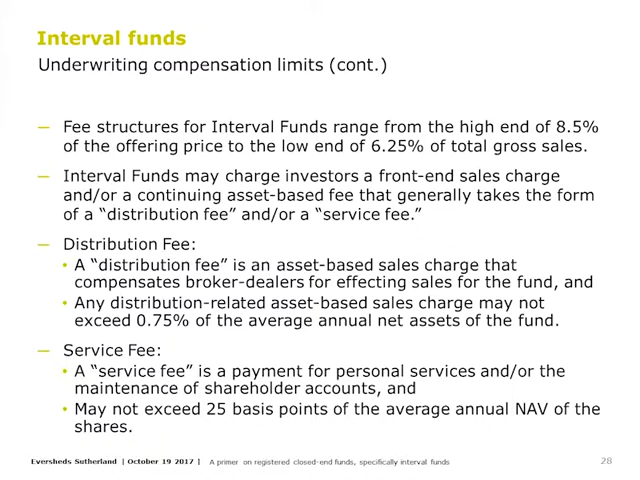 Interval funds
Underwriting compensation limits (cont.)
— Fee structures for Interval Funds range from the high end of 8.5%
of the offering price to the low end of 6.25% of total gross sales.
— Interval Funds may charge investors a front-end sales charge
and/or a continuing asset-based fee that generally takes the form
of a “distribution fee” and/or a “service fee.”
— Distribution Fee:
• A “distribution fee” is an asset-based sales charge that
compensates broker-dealers for effecting sales for the fund, and
• Any distribution-related asset-based sales charge may not
exceed 0.75% of the average annual net assets of the fund.
— Service Fee:
• A “service fee” is a payment for personal services and/or the
maintenance of shareholder accounts, and
• May not exceed 25 basis points of the average annual NAV of the
shares.
Eversheds Sutherland | October 19 2017 | A primer on registered closed-end funds, specifically interval funds 28